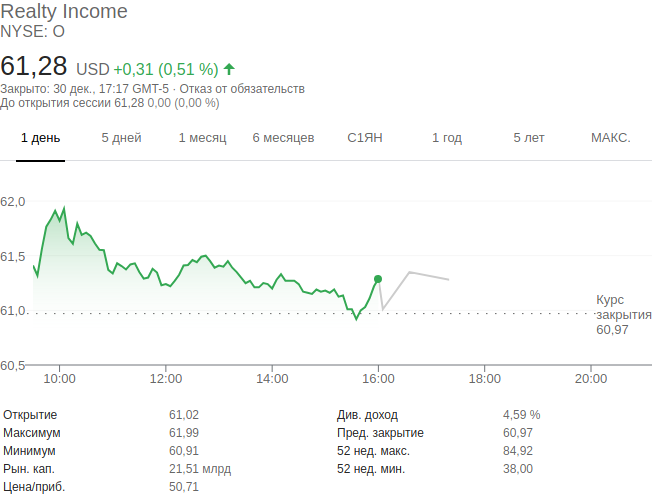 Realty Income
NYSE: O
61,28 USD +0,31 (0,51 %)
Закрыто: 30 дек., 17:17 GMT-5 · Отказ от обязательств
До открытия сессии 61,28 0,00 (0,00 %)
1 день 5 дней 1 месяц 6 месяцев С1ЯН 1 год 5 лет МАКС.
62,0
61,5
61,0
60,5
Курс
закрытия
60,97
10:00 12:00 14:00 16:00 18:00 20:00
Открытие 61,02 Див. доход 4,59 %
Максимум 61,99 Пред. закрытие 60,97
Минимум 60,91 52 нед. макс. 84,92
Рын. кап. 21,51 млрд 52 нед. мин. 38,00
Цена/приб. 50,71